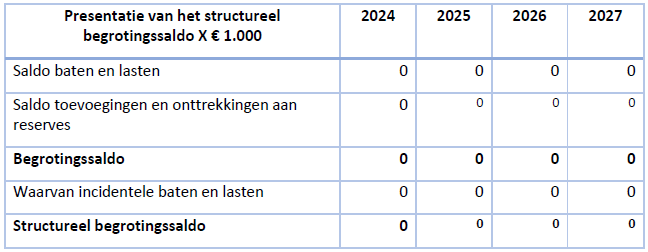 Presentatie van het structureel 2024 2025 2026 2027
begrotingssaldo X € 1.000
Saldo baten en lasten 0 0 0 0
Saldo toevoegingen en onttrekkingen aan 0 0 0 0
reserves
Begrotingssaldo 0 0 0 0
Waarvan incidentele baten en lasten 0 0 0 0
Structureel begrotingssaldo 0 0 0 0